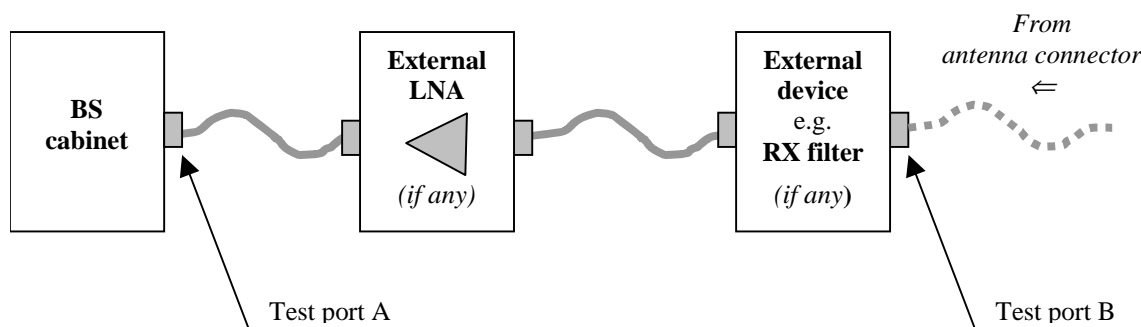 BS
cabinet
External
LNA
(if any)
External
device
e.g.
RX filter
(if any)
From
antenna connector
⇐
Test port A
Test port B